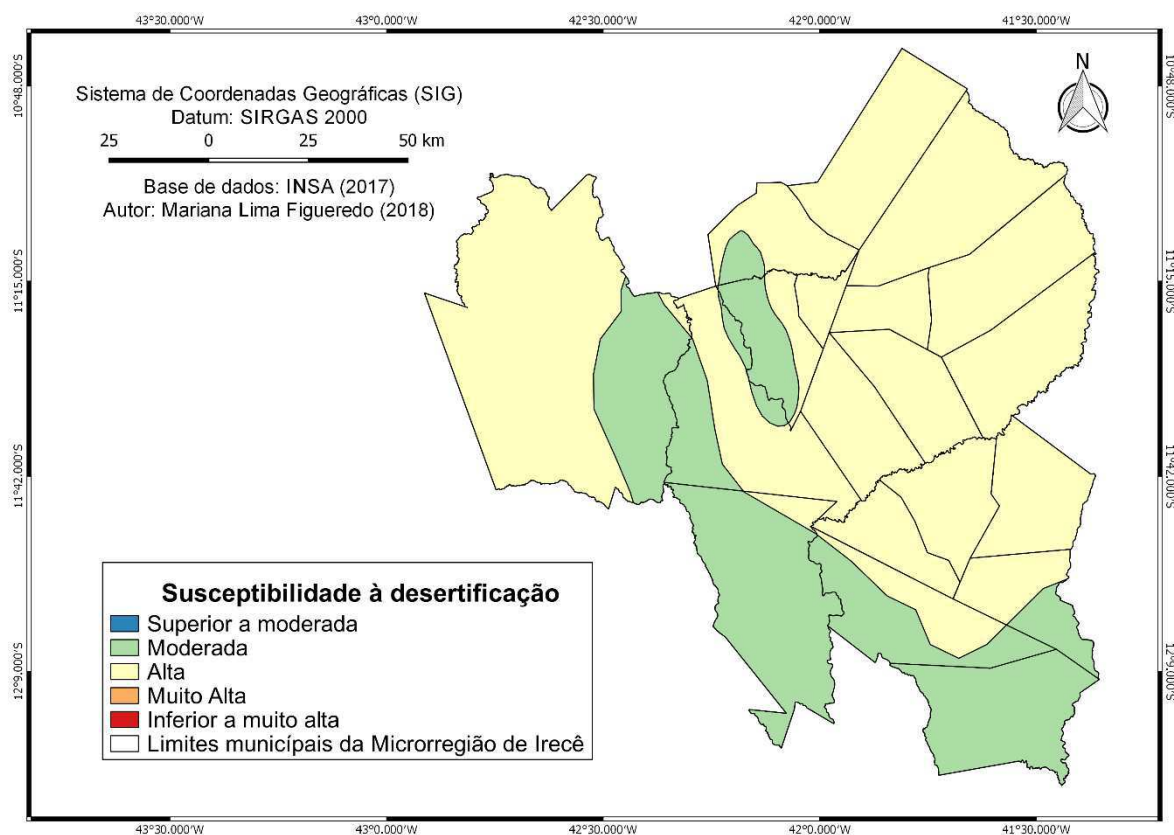 43°30.000'W 43°0.000'W 42°30.000'W 42°0.000'W 41°30.000'W
N
10°48.000'S 10°48.000'S
Sistema de Coordenadas Geográficas (SIG)
Datum: SIRGAS 2000
25 0 25 50 km
Base de dados: INSA (2017)
Autor: Mariana Lima Figueredo (2018)
11°15.000'S 11°15.000'S
11°42.000'S 11°42.000'S
Susceptibilidade à desertificação
Superior a moderada
Moderada
Alta
12°9.000'S 12°9.000'S
Muito Alta
Inferior a muito alta
Limites municípais da Microrregião de Irecê
43°30.000'W 43°0.000'W 42°30.000'W 42°0.000'W 41°30.000'W